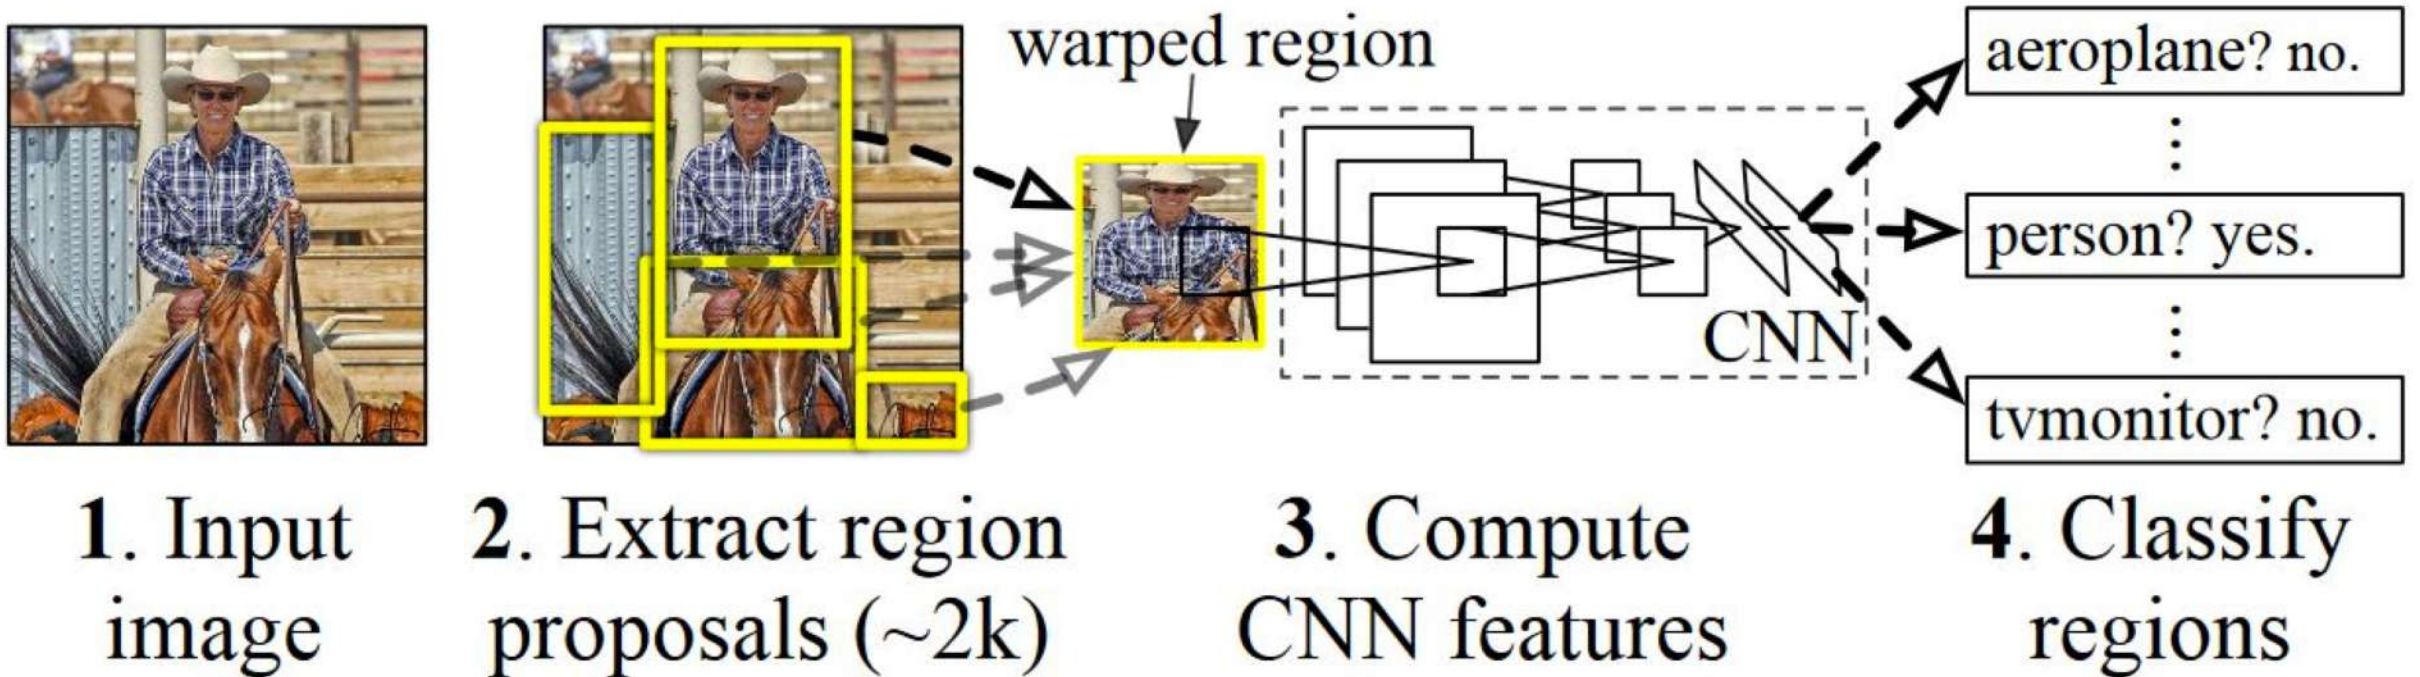 warped region
aeroplane? no.
⋮
person? yes.
CNN
⋮
tvmonitor? no.
1. Input
image
2. Extract region
proposals (~2k)
3. Compute
CNN features
4. Classify
regions